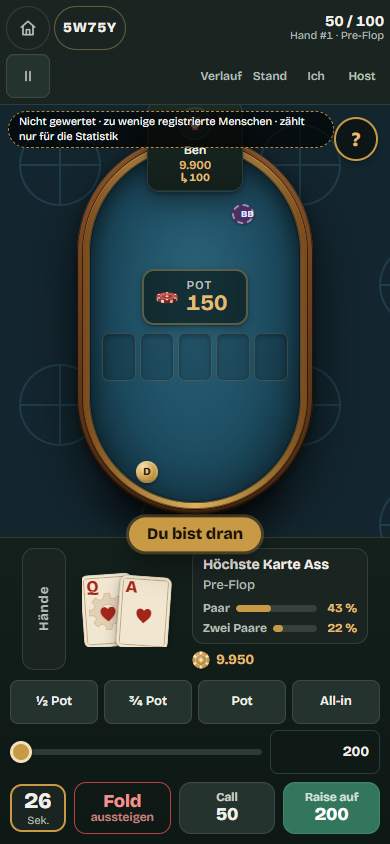 5W75Y
50 / 100
Hand #1 · Pre-Flop
Verlauf Stand Ich Host
Nicht gewertet · zu wenige registrierte Menschen · zählt
nur für die Statistik
?
Ben
9.900
↳100
BB
POT
150
D
Du bist dran
Hände
Q
A
Höchste Karte Ass
Pre-Flop
Paar 43 %
Zwei Paare 22 %
9.950
½ Pot
¾ Pot
Pot
All-in
200
26
Sek.
Fold
aussteigen
Call
50
Raise auf
200